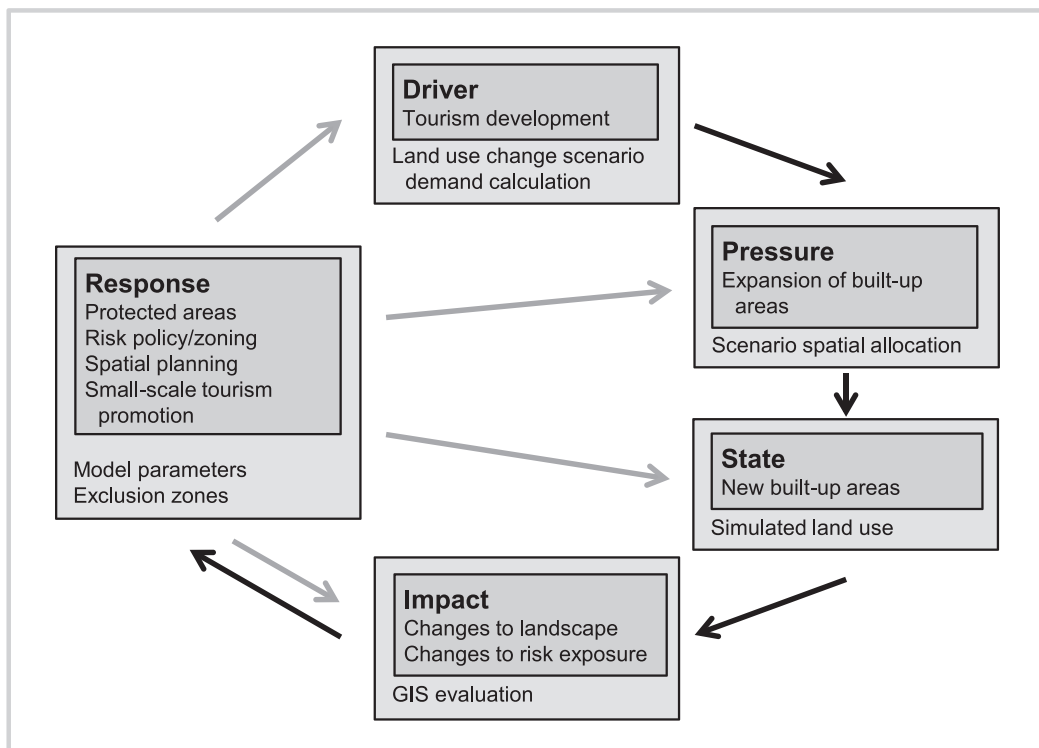 Driver
Tourism development
Land use change scenario
demand calculation
Pressure
Expansion of built-up
areas
Scenario spatial allocation
Response
Protected areas
Risk policy/zoning
Spatial planning
Small-scale tourism
promotion
Model parameters
Exclusion zones
State
New built-up areas
Simulated land use
Impact
Changes to landscape
Changes to risk exposure
GIS evaluation